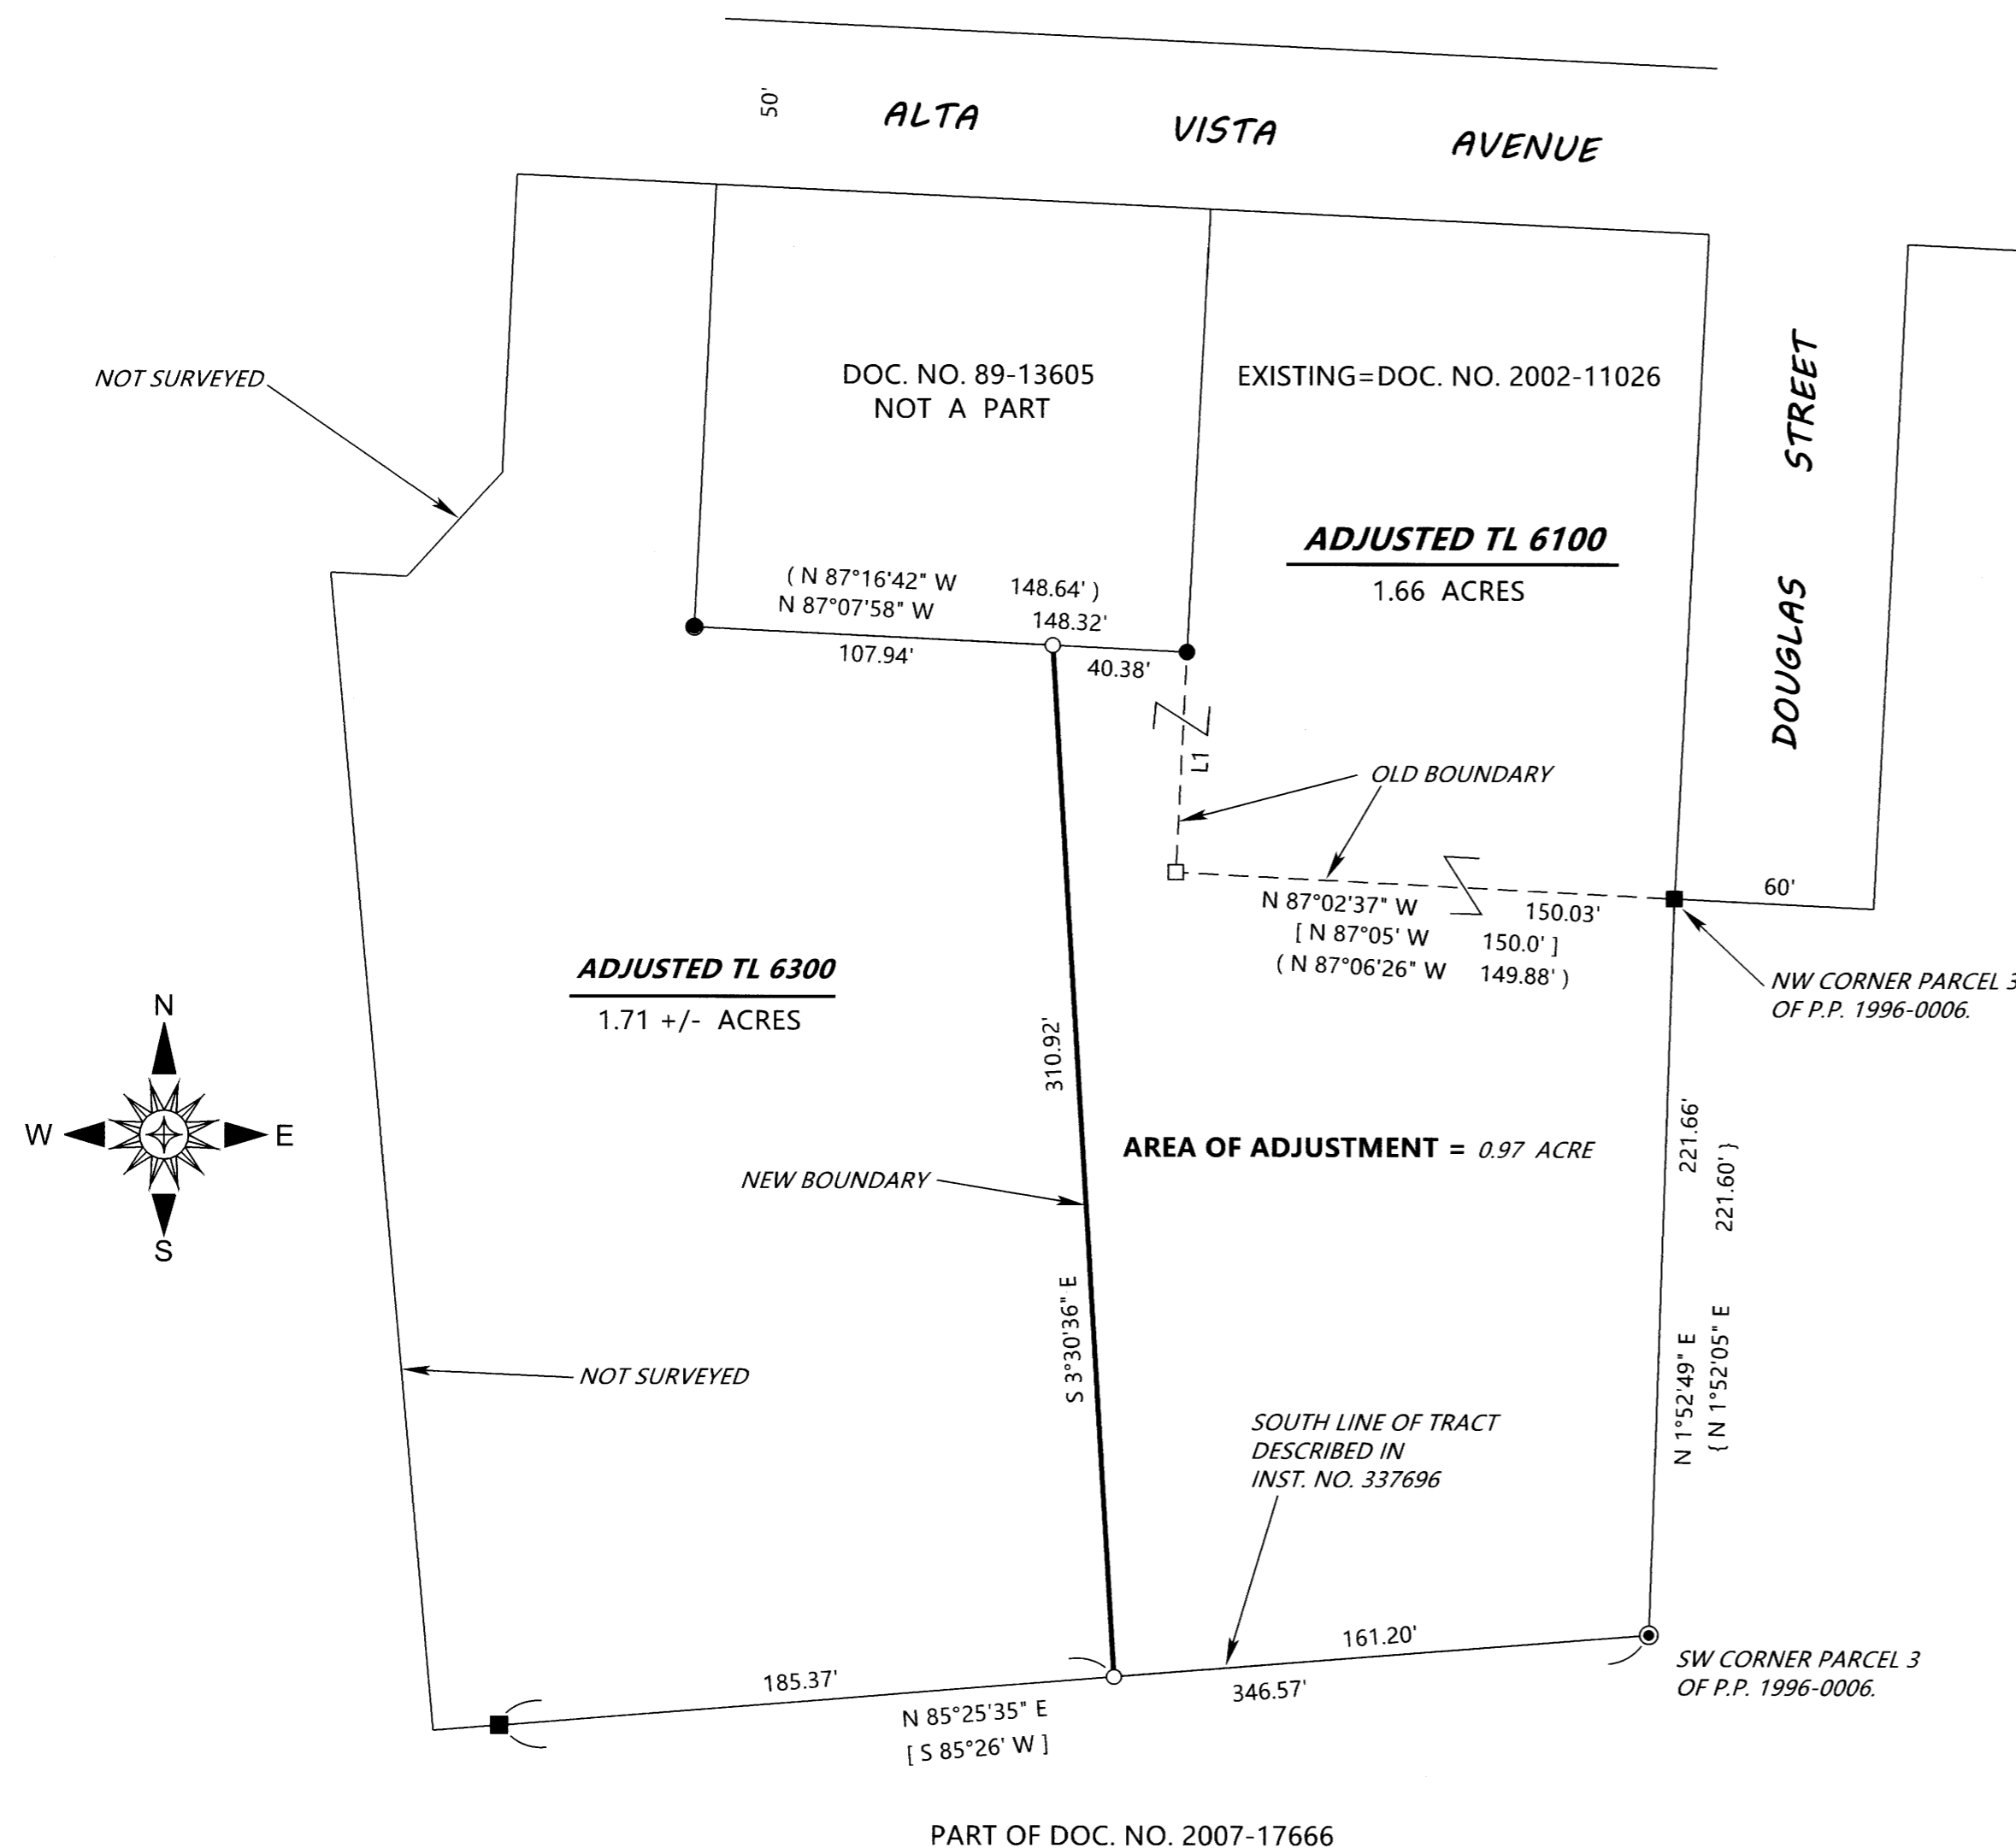 50'
ALTA VISTA AVENUE
NOT SURVEYED
DOC. NO. 89-13605
NOT A PART
EXISTING=DOC. NO. 2002-11026
STREET
DOUGLAS
ADJUSTED TL 6100
1.66 ACRES
( N 87°16'42" W 148.64' )
N 87°07'58" W 148.32'
107.94'
40.38'
L1
OLD BOUNDARY
60'
N 87°02'37" W 150.03'
[ N 87°05' W 150.0' ]
( N 87°06'26" W 149.88' )
NW CORNER PARCEL 3
OF P.P. 1996-0006.
ADJUSTED TL 6300
1.71 +/- ACRES
N
W
E
S
310.92'
S 3°30'36" E
AREA OF ADJUSTMENT = 0.97 ACRE
NEW BOUNDARY
N 1°52'49" E 221.66'
{ N 1°52'05" E 221.60' }
NOT SURVEYED
SOUTH LINE OF TRACT
DESCRIBED IN
INST. NO. 337696
161.20'
185.37'
346.57'
N 85°25'35" E
[ S 85°26' W ]
SW CORNER PARCEL 3
OF P.P. 1996-0006.
PART OF DOC. NO. 2007-17666